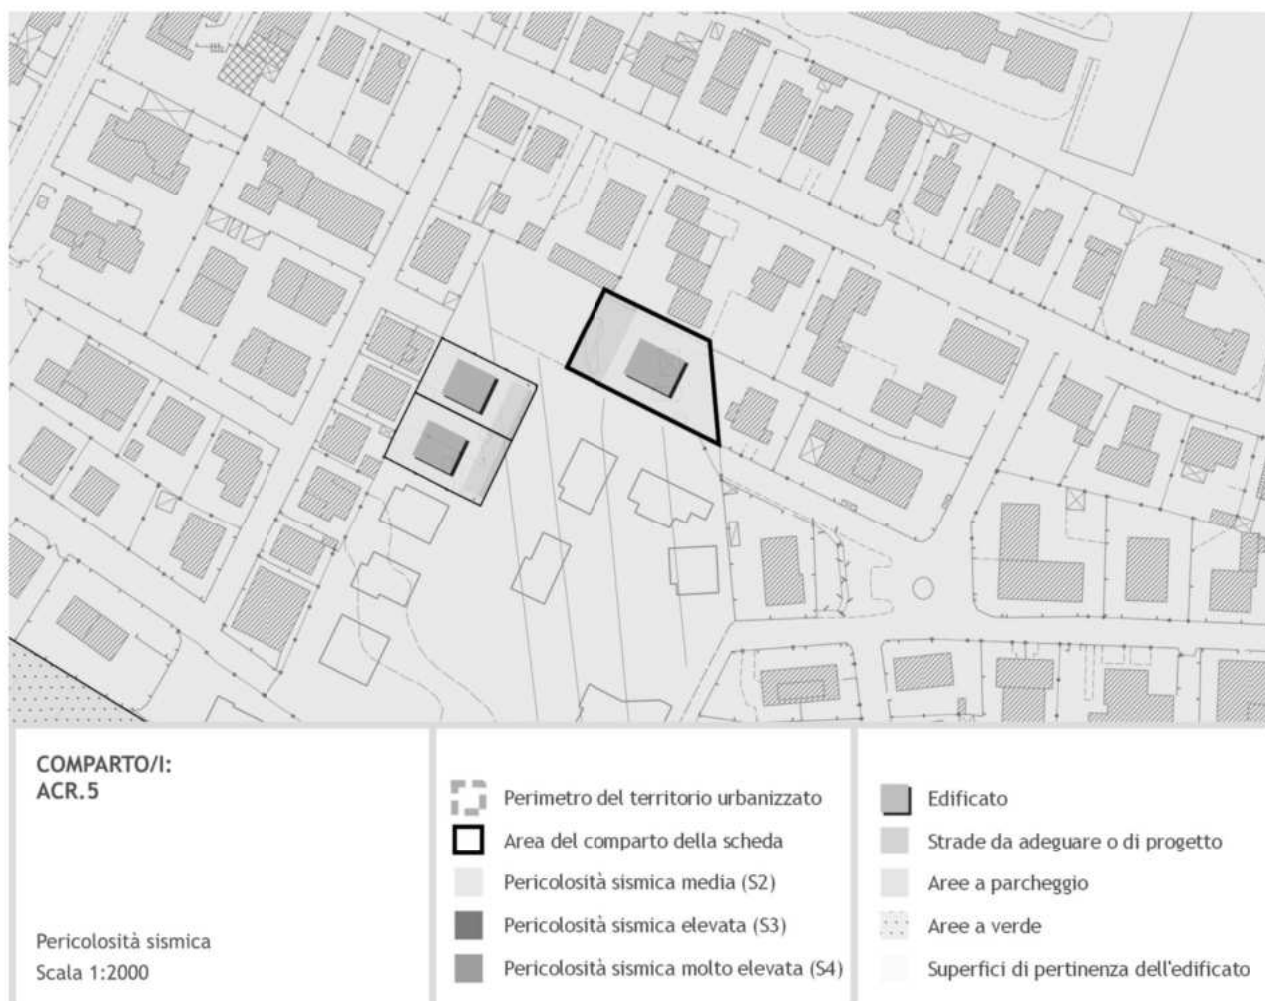 COMPARTO/I:
ACR.5
Pericolosità sismica
Scala 1:2000
Perimetro del territorio urbanizzato
Area del comparto della scheda
Pericolosità sismica media (S2)
Pericolosità sismica elevata (S3)
Pericolosità sismica molto elevata (S4)
Edificato
Strade da adeguare o di progetto
Aree a parcheggio
Aree a verde
Superfici di pertinenza dell'edificato